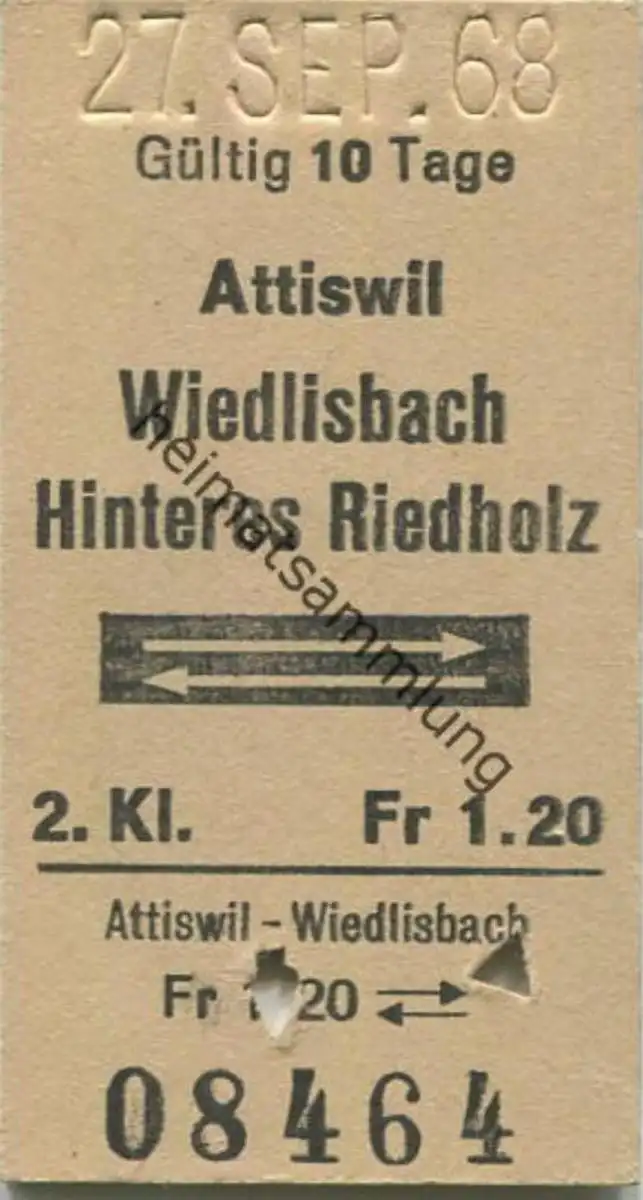 27. SEP. 68
Gültig 10 Tage
Attiswil
Wiedlisbach
Hinteres Riedholz
heimatsammlung
2. Kl. Fr 1.20
Attiswil - Wiedlisbach
Fr 1.20
08464